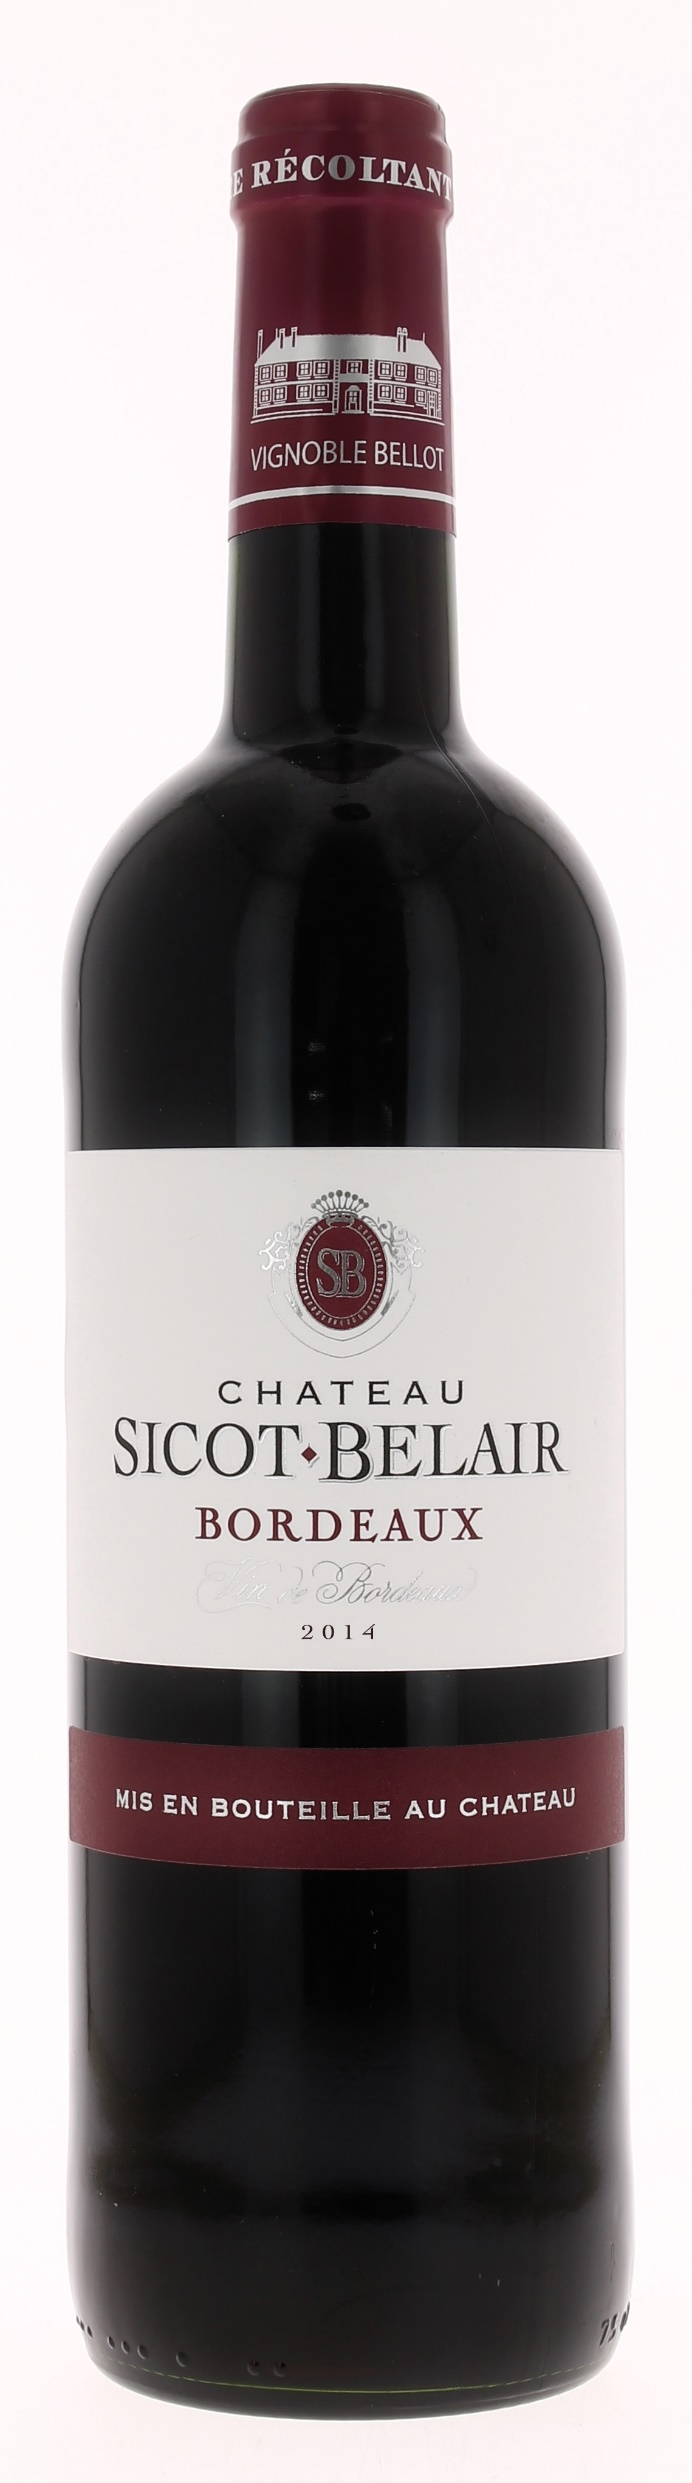 E RÉCOLTANT
VIGNOBLE BELLOT
SB
CHATEAU
SICOT·BELAIR
BORDEAUX
Vin de Bordeaux
2014
MIS EN BOUTEILLE AU CHATEAU